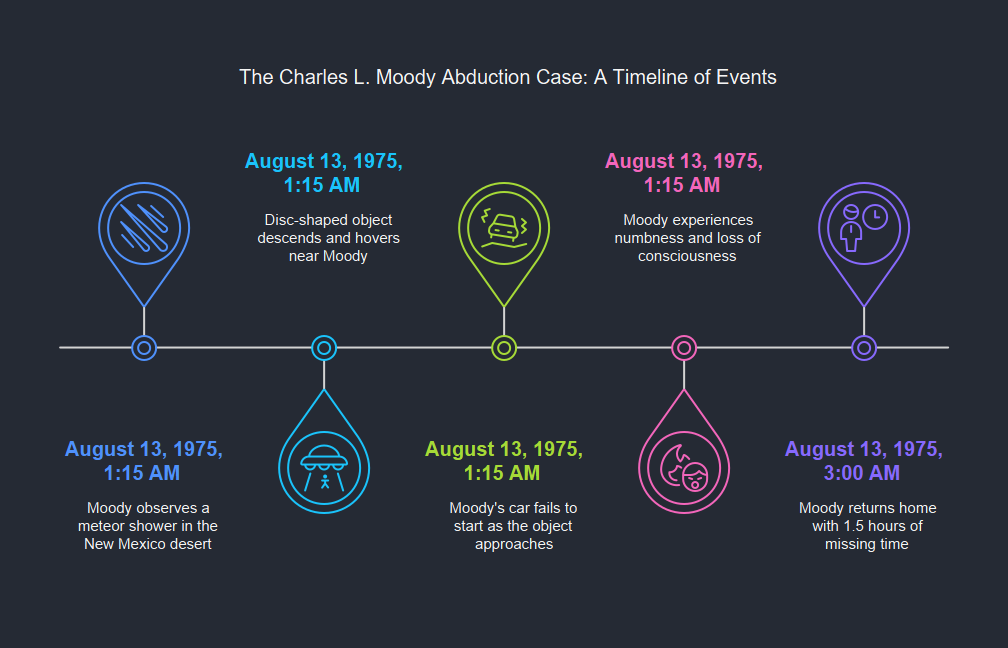 The Charles L. Moody Abduction Case: A Timeline of Events
August 13, 1975,
1:15 AM
Moody observes a
meteor shower in the
New Mexico desert
August 13, 1975,
1:15 AM
Disc-shaped object
descends and hovers
near Moody
August 13, 1975,
1:15 AM
Moody's car fails to
start as the object
approaches
August 13, 1975,
1:15 AM
Moody experiences
numbness and loss of
consciousness
August 13, 1975,
3:00 AM
Moody returns home
with 1.5 hours of
missing time